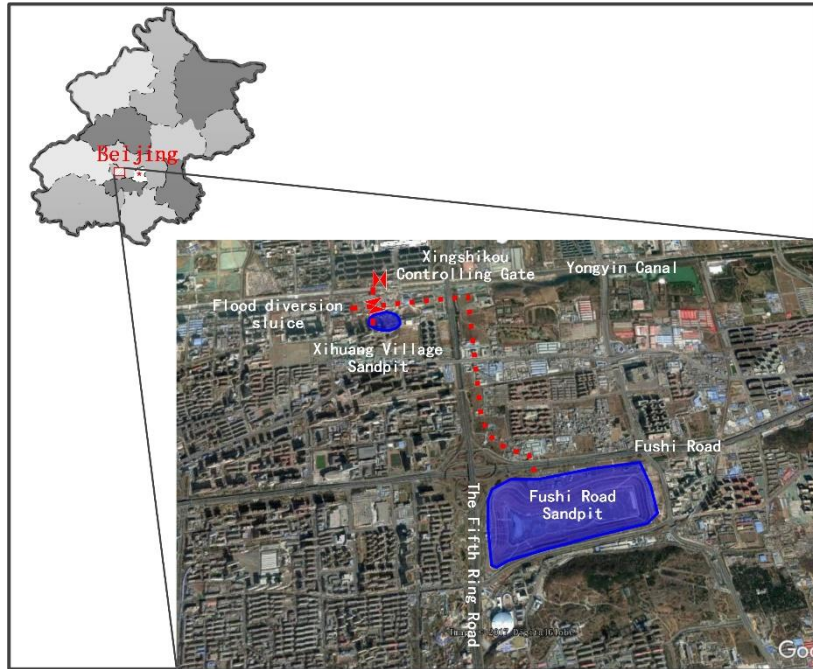 Beijing
Xingshikou
Controlling Gate
Yongyin Canal
Flood diversion
sluice
Xihuang Village
Sandpit
Fushi Road
Fushi Road
Sandpit
The Fifth Ring Road
Goo